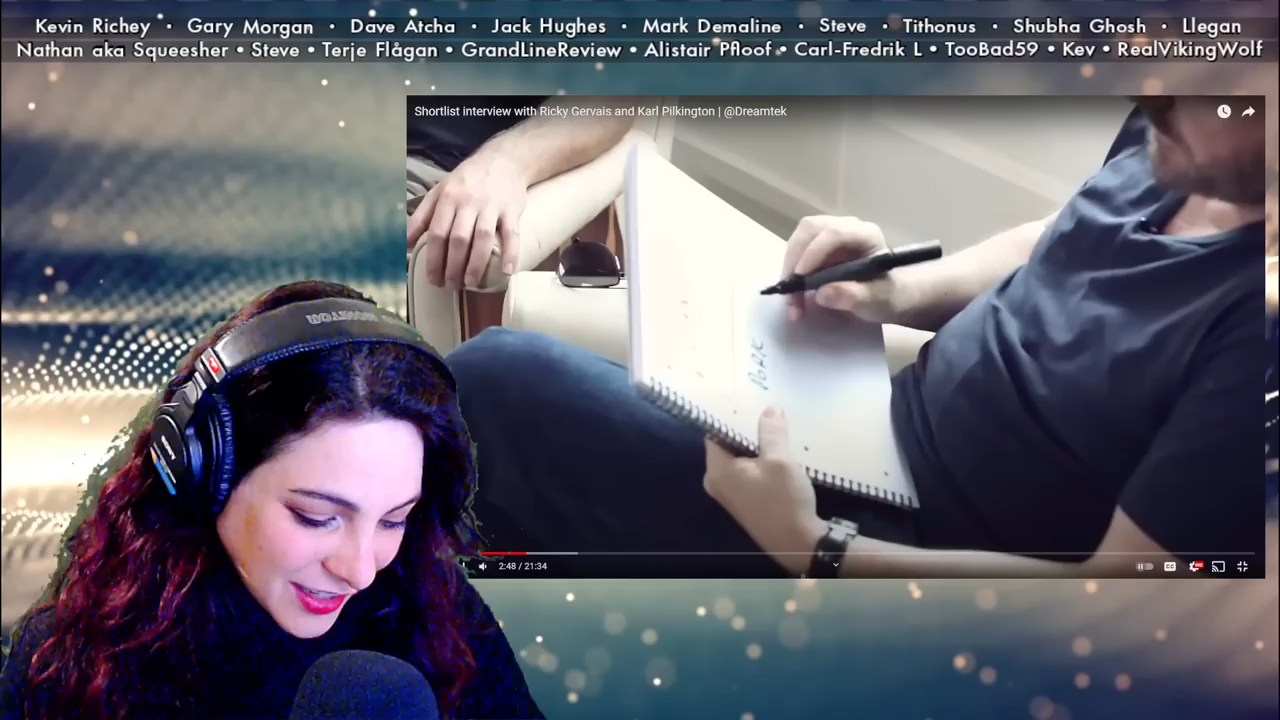 Kevin Richey • Gary Morgan • Dave Atcha • Jack Hughes • Mark Demaline • Steve • Tithonus • Shubha Ghosh • Llegan
Nathan aka Squeesher • Steve • Terje Flågan • GrandLineReview • Alistair Pfloof • Carl-Fredrik L • TooBad59 • Kev • RealVikingWolf
Shortlist interview with Ricky Gervais and Karl Pilkington | @Dreamtek
PORK
2:48 / 21:34